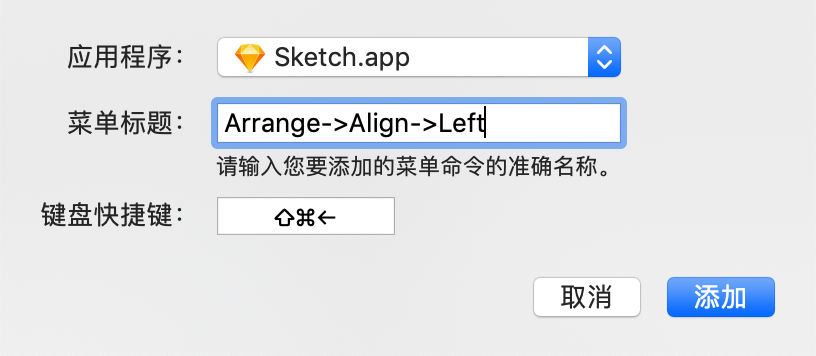 应用程序： Sketch.app
菜单标题： Arrange->Align->Left
请输入您要添加的菜单命令的准确名称。
键盘快捷键： ⇧⌘←
取消 添加